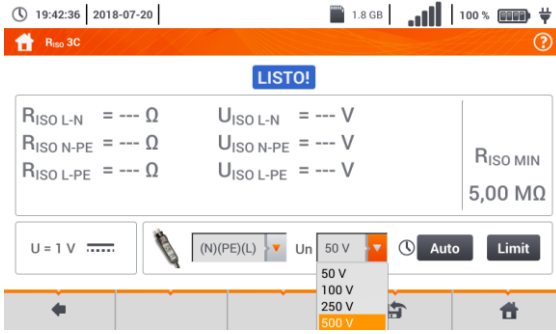 19:42:36 2018-07-20 1.8 GB 100 %
RISO 3C ?
LISTO!
RISO L-N = --- Ω UISO L-N = --- V
RISO N-PE = --- Ω UISO N-PE = --- V
RISO L-PE = --- Ω UISO L-PE = --- V
RISO MIN
5,00 MΩ
U = 1 V (N)(PE)(L) Un 50 V Auto Limit
50 V
100 V
250 V
500 V